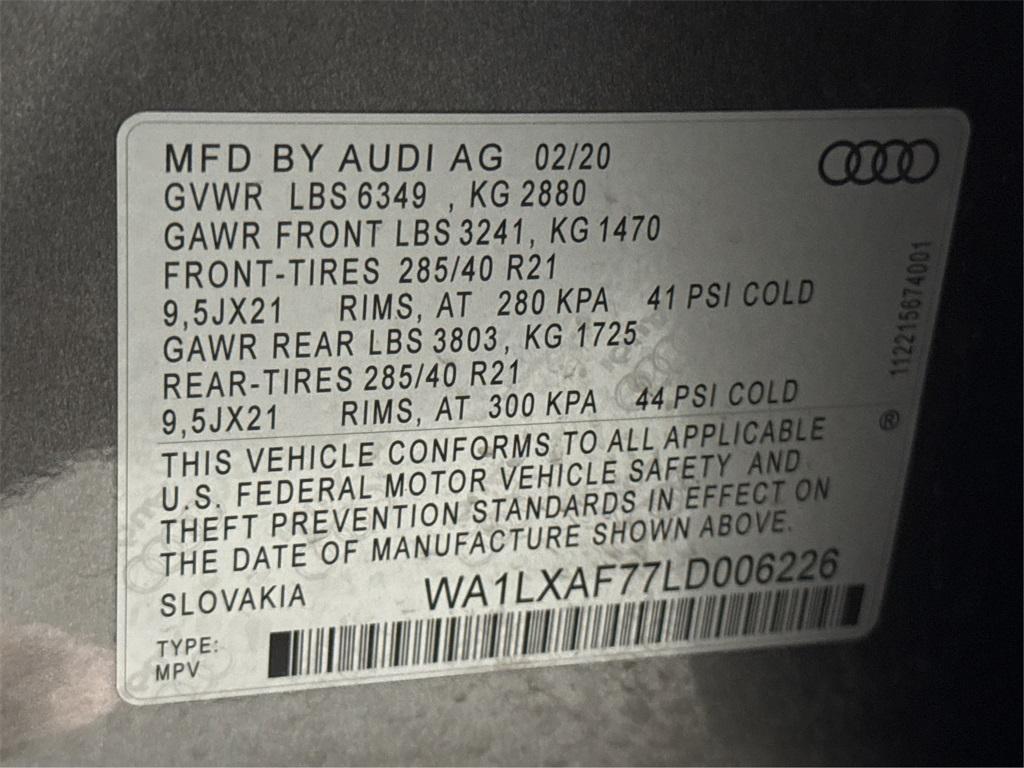 MFD BY AUDI AG 02/20
GVWR LBS 6349 , KG 2880
GAWR FRONT LBS 3241, KG 1470
FRONT-TIRES 285/40 R21
9,5JX21 RIMS, AT 280 KPA 41 PSI COLD
GAWR REAR LBS 3803, KG 1725
REAR-TIRES 285/40 R21
9,5JX21 RIMS, AT 300 KPA 44 PSI COLD
THIS VEHICLE CONFORMS TO ALL APPLICABLE
U.S. FEDERAL MOTOR VEHICLE SAFETY AND
THEFT PREVENTION STANDARDS IN EFFECT ON
THE DATE OF MANUFACTURE SHOWN ABOVE.
SLOVAKIA WA1LXAF77LD006226
TYPE:
MPV
112215674001
®